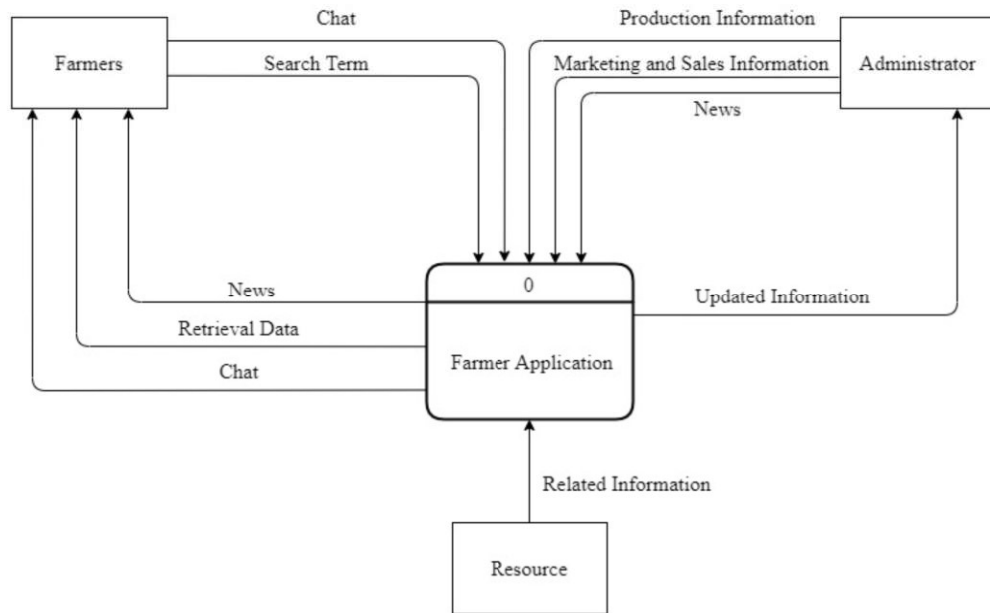 Chat
Production Information
Farmers
Search Term
Marketing and Sales Information
Administrator
News
0
News
Updated Information
Retrieval Data
Farmer Application
Chat
Related Information
Resource